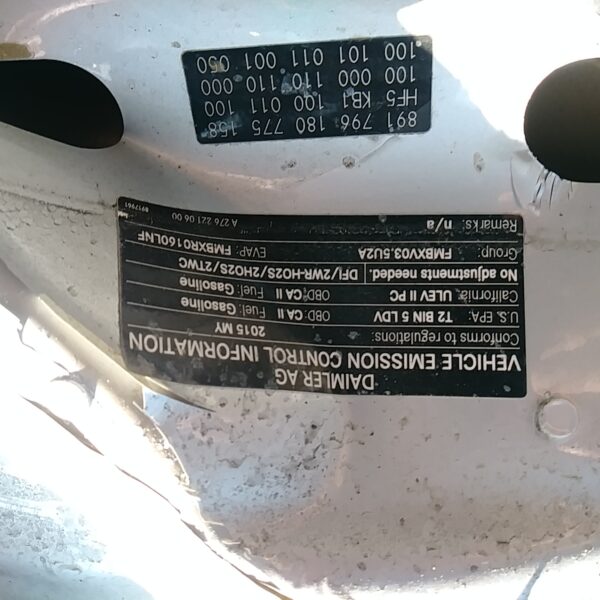 DAIMLER AG
VEHICLE EMISSION CONTROL INFORMATION
Conforms to regulations: 2015 MY
U.S. EPA: T2 BIN 5 LDV OBD: CA II Fuel: Gasoline
California: ULEV II PC OBD: CA II Fuel: Gasoline
No adjustments needed. DFI/2WR-HO2S/2HO2S/2TWC
Group: FMBXV03.5U2A EVAP: FMBXR0160LNF
Remarks: n/a
A 276 221 06 00
8917961
891 796 180 775 158
HF5 KB1 100 011 100
100 000 110 110 000
100 101 011 001 050